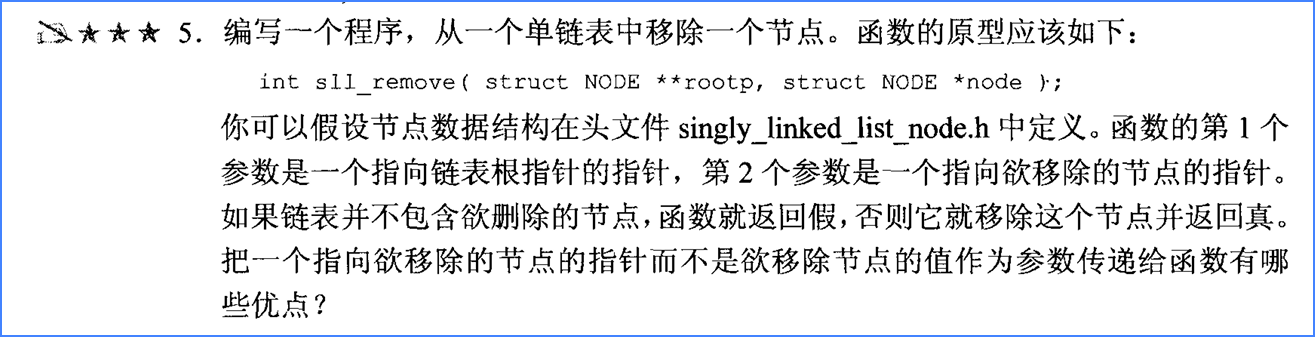 ★★★ 5. 编写一个程序，从一个单链表中移除一个节点。函数的原型应该如下：
int sll_remove( struct NODE **rootp, struct NODE *node );
你可以假设节点数据结构在头文件 singly_linked_list_node.h 中定义。函数的第 1 个
参数是一个指向链表根指针的指针，第 2 个参数是一个指向欲移除的节点的指针。
如果链表并不包含欲删除的节点，函数就返回假，否则它就移除这个节点并返回真。
把一个指向欲移除的节点的指针而不是欲移除节点的值作为参数传递给函数有哪
些优点？